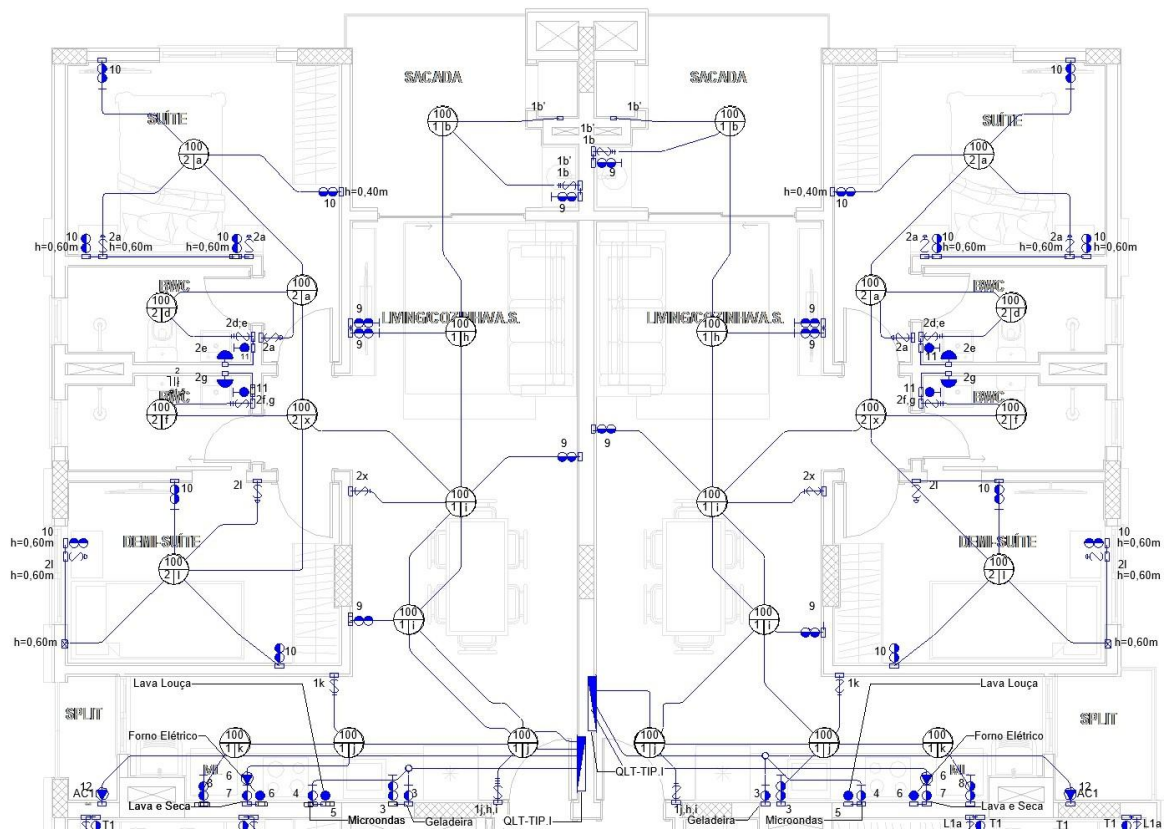 SACADA SACADA
10 10
100 1 b 100 1 b
1b' 1b'
SUÍTE SUÍTE
100 2 a 100 2 a
1b'
1b
9
1b'
1b
9
h=0,40m h=0,40m
10 10
10 2a 10 2a
h=0,60m h=0,60m h=0,60m
2a 10 2a 10
h=0,60m h=0,60m h=0,60m
BWC BWC
100 2 a 100 2 a
100 2 d 100 2 d
9 9
LIVING/COZINHA/A.S. LIVING/COZINHA/A.S.
100 1 h 100 1 h
2d;e 2d;e
2e 11 2a 9 9 2a 11 2e
2g 11 11 2g
BWC BWC
2f,g 2f,g
100 2 f 100 2 x 100 2 x 100 2 f
9 9
10 2l 2x 2x 2l 10
100 1 i 100 1 i
10 10
h=0,60m h=0,60m
DEMI-SUÍTE DEMI-SUÍTE
2l 2l
h=0,60m h=0,60m
100 2 l 100 2 l
9 9
100 1 i 100 1 i
h=0,60m h=0,60m
10 10
1k 1k
Lava Louça Lava Louça
SPLIT SPLIT
Forno Elétrico Forno Elétrico
100 1 k 100 1 j 100 1 j 100 1 j 100 1 j 100 1 k
QLT-TIP.I
12 8 6 6 8 12
AC1 7 6 4 3 3 3 4 6 7 AC1
Lava e Seca 5 3 1j,h,i 1j,h,i 3 5 Lava e Seca
Microondas Geladeira QLT-TIP.I Geladeira Microondas
T1 L1a T1 T1 T1 L1a